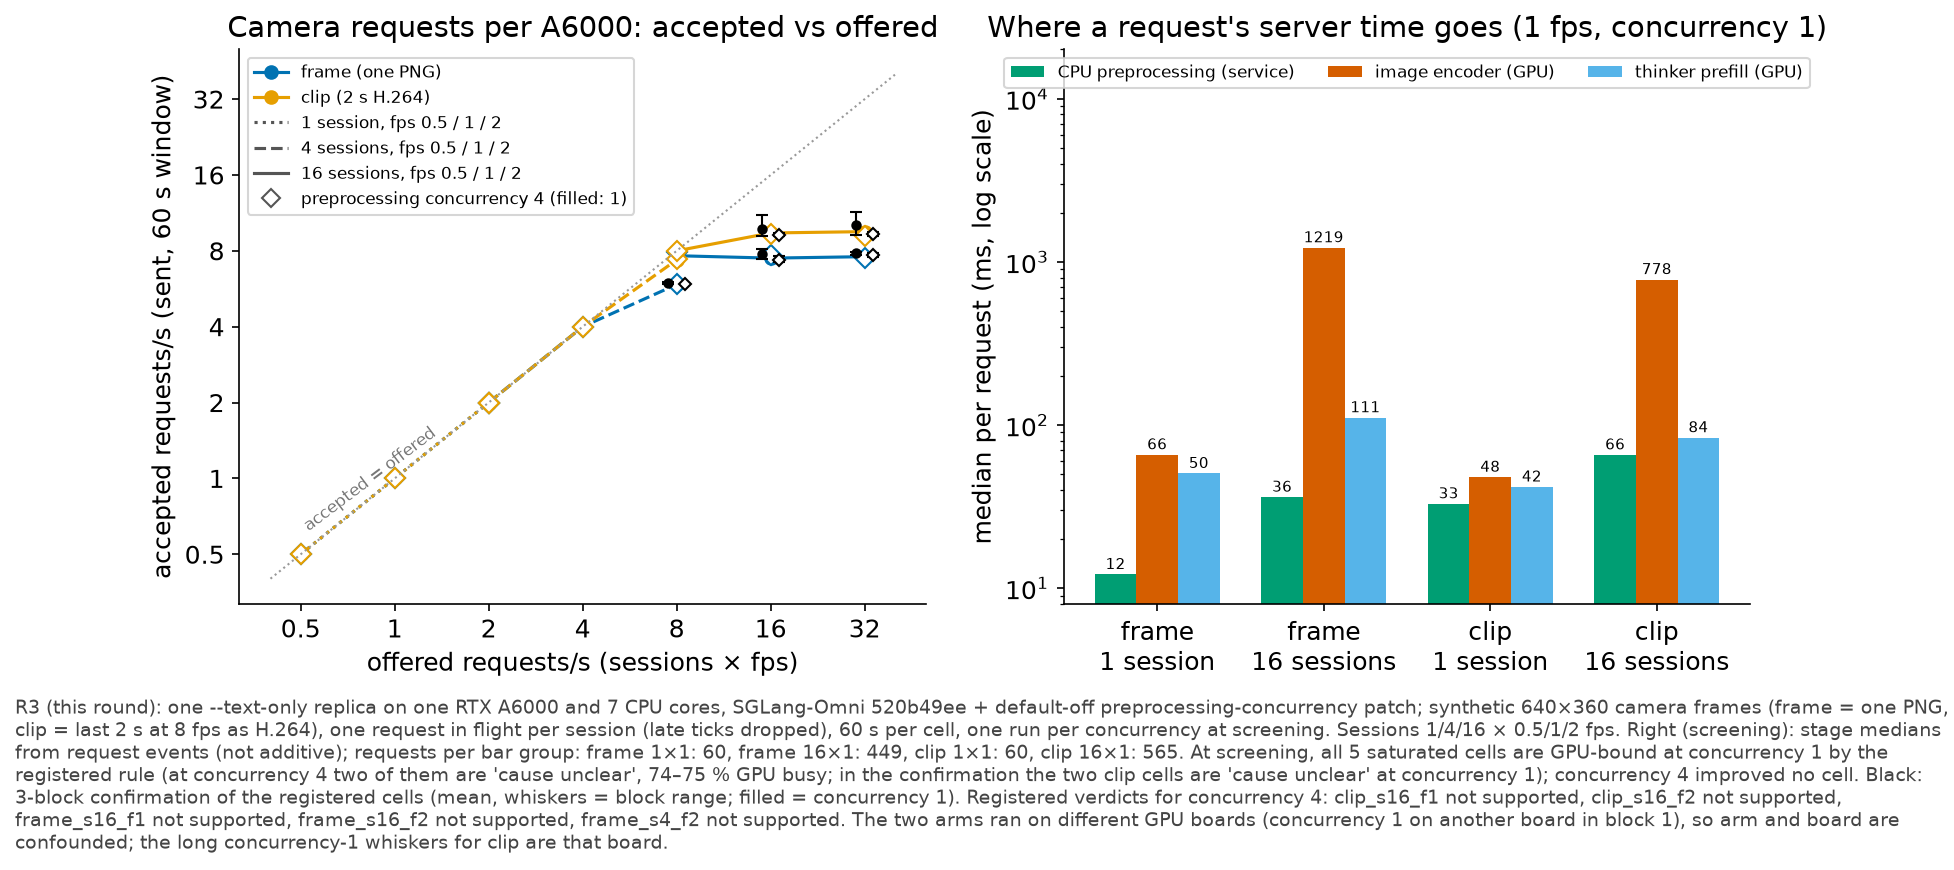 Camera requests per A6000: accepted vs offered
accepted requests/s (sent, 60 s window)
32
16
8
4
2
1
0.5
frame (one PNG)
clip (2 s H.264)
1 session, fps 0.5 / 1 / 2
4 sessions, fps 0.5 / 1 / 2
16 sessions, fps 0.5 / 1 / 2
preprocessing concurrency 4 (filled: 1)
accepted = offered
0.5 1 2 4 8 16 32
offered requests/s (sessions × fps)
Where a request's server time goes (1 fps, concurrency 1)
median per request (ms, log scale)
CPU preprocessing (service) image encoder (GPU) thinker prefill (GPU)
10⁴
10³
10²
10¹
12 66 50
36 1219 111
33 48 42
66 778 84
frame
1 session
frame
16 sessions
clip
1 session
clip
16 sessions
R3 (this round): one --text-only replica on one RTX A6000 and 7 CPU cores, SGLang-Omni 520b49ee + default-off preprocessing-concurrency patch; synthetic 640×360 camera frames (frame = one PNG,
clip = last 2 s at 8 fps as H.264), one request in flight per session (late ticks dropped), 60 s per cell, one run per concurrency at screening. Sessions 1/4/16 × 0.5/1/2 fps. Right (screening): stage medians
from request events (not additive); requests per bar group: frame 1×1: 60, frame 16×1: 449, clip 1×1: 60, clip 16×1: 565. At screening, all 5 saturated cells are GPU-bound at concurrency 1 by the
registered rule (at concurrency 4 two of them are 'cause unclear', 74–75 % GPU busy; in the confirmation the two clip cells are 'cause unclear' at concurrency 1); concurrency 4 improved no cell. Black:
3-block confirmation of the registered cells (mean, whiskers = block range; filled = concurrency 1). Registered verdicts for concurrency 4: clip_s16_f1 not supported, clip_s16_f2 not supported,
frame_s16_f1 not supported, frame_s16_f2 not supported, frame_s4_f2 not supported. The two arms ran on different GPU boards (concurrency 1 on another board in block 1), so arm and board are
confounded; the long concurrency-1 whiskers for clip are that board.